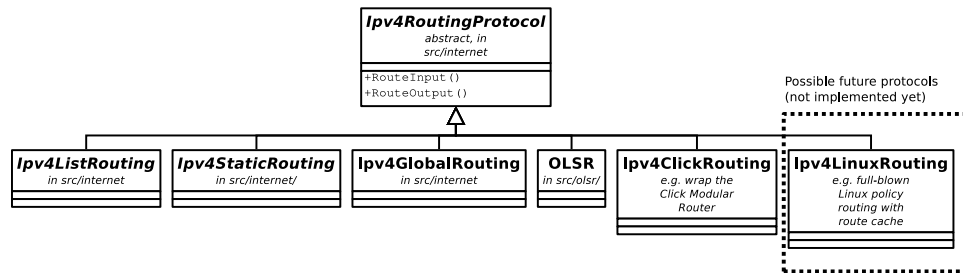 Ipv4RoutingProtocol
abstract, in
src/internet
+RouteInput()
+RouteOutput()
Possible future protocols
(not implemented yet)
Ipv4ListRouting
in src/internet
Ipv4StaticRouting
in src/internet/
Ipv4GlobalRouting
in src/internet
OLSR
in src/olsr/
Ipv4ClickRouting
e.g. wrap the
Click Modular
Router
Ipv4LinuxRouting
e.g. full-blown
Linux policy
routing with
route cache